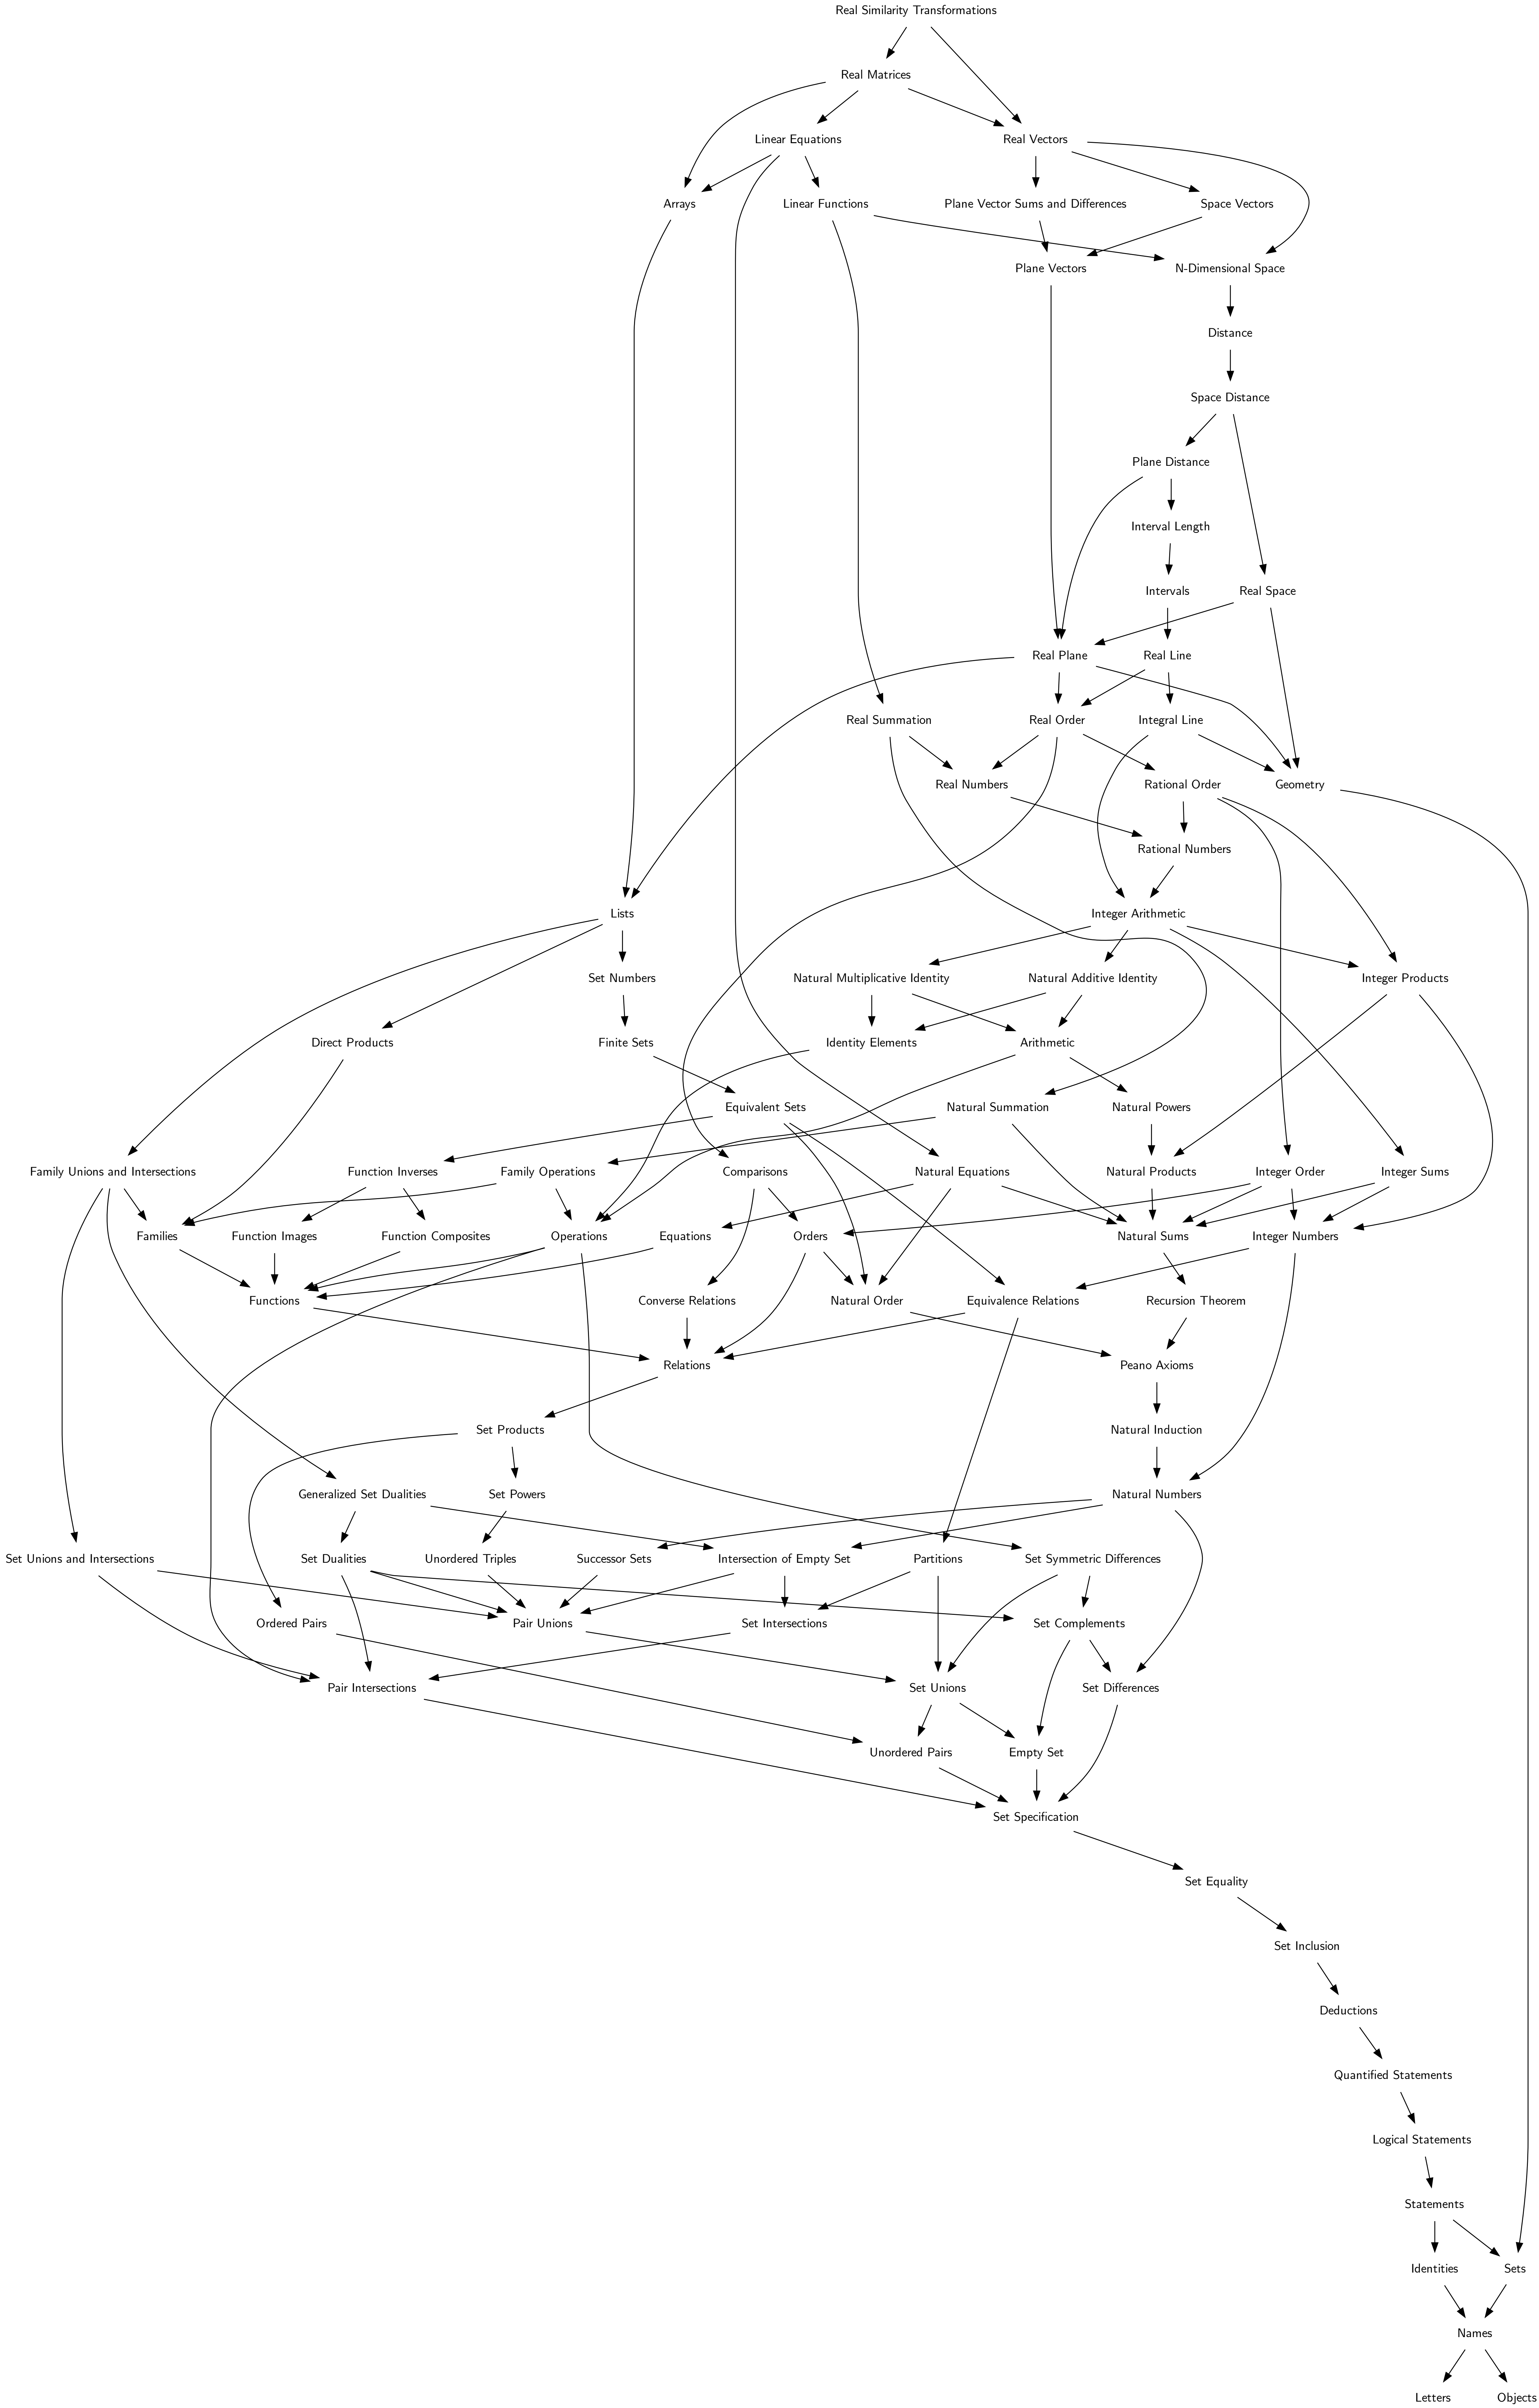 Real Similarity Transformations
Real Matrices
Linear Equations
Real Vectors
Arrays
Linear Functions
Plane Vector Sums and Differences
Space Vectors
Plane Vectors
N-Dimensional Space
Distance
Space Distance
Plane Distance
Interval Length
Intervals
Real Space
Real Plane
Real Line
Real Summation
Real Order
Integral Line
Real Numbers
Rational Order
Geometry
Rational Numbers
Lists
Integer Arithmetic
Set Numbers
Natural Multiplicative Identity
Natural Additive Identity
Integer Products
Direct Products
Finite Sets
Identity Elements
Arithmetic
Equivalent Sets
Natural Summation
Natural Powers
Family Unions and Intersections
Function Inverses
Family Operations
Comparisons
Natural Equations
Natural Products
Integer Order
Integer Sums
Families
Function Images
Function Composites
Operations
Equations
Orders
Natural Sums
Integer Numbers
Functions
Converse Relations
Natural Order
Equivalence Relations
Recursion Theorem
Relations
Peano Axioms
Set Products
Natural Induction
Generalized Set Dualities
Set Powers
Natural Numbers
Set Unions and Intersections
Set Dualities
Unordered Triples
Successor Sets
Intersection of Empty Set
Partitions
Set Symmetric Differences
Ordered Pairs
Pair Unions
Set Intersections
Set Complements
Pair Intersections
Set Unions
Set Differences
Unordered Pairs
Empty Set
Set Specification
Set Equality
Set Inclusion
Deductions
Quantified Statements
Logical Statements
Statements
Identities
Sets
Names
Letters
Objects